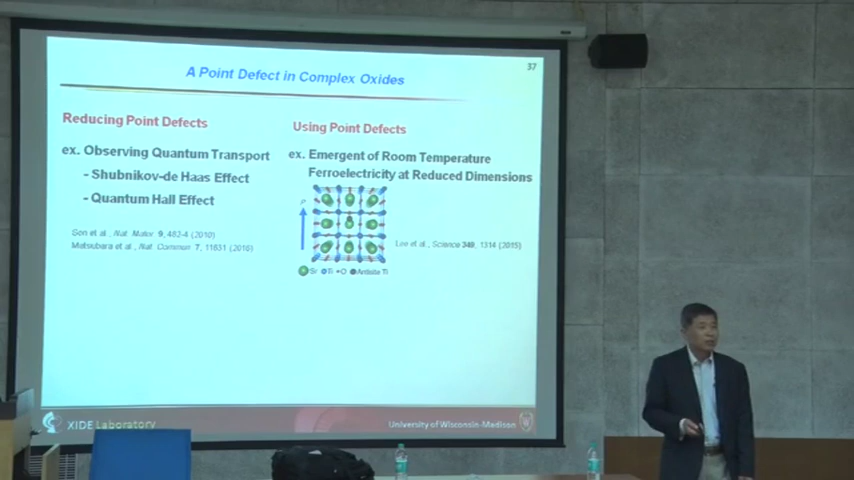 37
A Point Defect in Complex Oxides
Reducing Point Defects
ex. Observing Quantum Transport
- Shubnikov-de Haas Effect
- Quantum Hall Effect
Son et al., Nat. Mater. 9, 482-4 (2010)
Matsubara et al., Nat. Commun. 7, 11631 (2016)
Using Point Defects
ex. Emergent of Room Temperature
Ferroelectricity at Reduced Dimensions
P
Lee et al., Science 349, 1314 (2015)
Sr Ti O Antisite Ti
XIDE Laboratory
University of Wisconsin-Madison